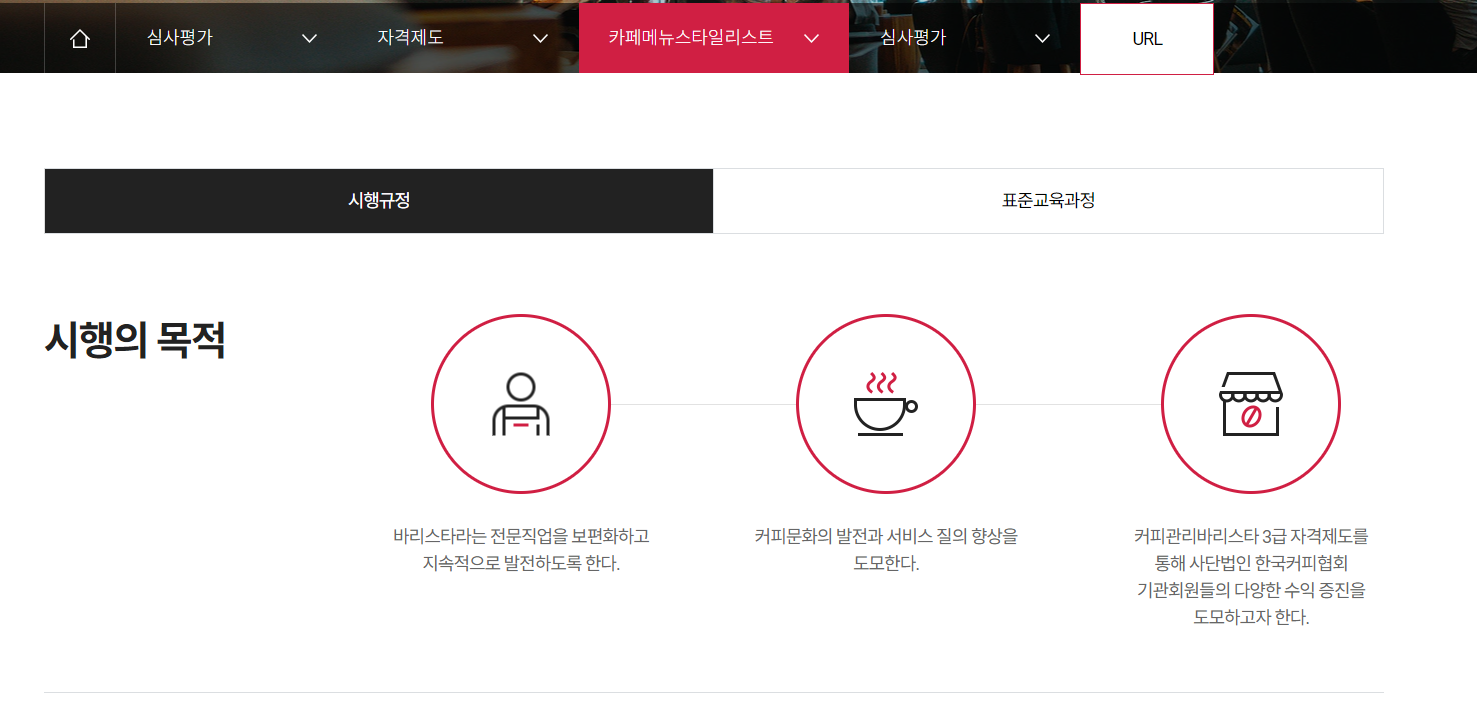 심사평가
자격제도
카페메뉴스타일리스트
심사평가
URL
시행규정
표준교육과정
시행의 목적
바리스타라는 전문직업을 보편화하고
지속적으로 발전하도록 한다.
커피문화의 발전과 서비스 질의 향상을
도모한다.
커피관리바리스타 3급 자격제도를
통해 사단법인 한국커피협회
기관회원들의 다양한 수익 증진을
도모하고자 한다.